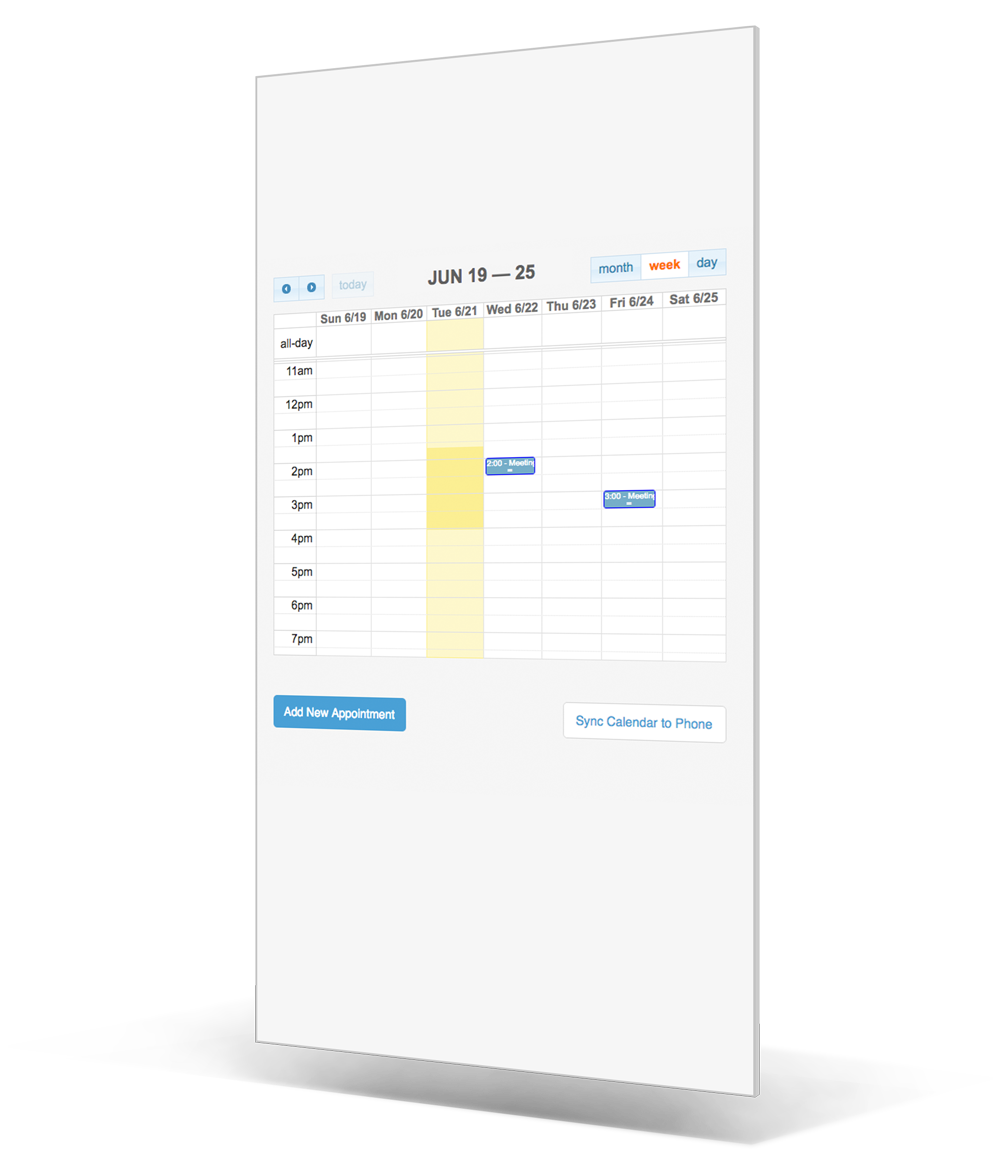 today
JUN 19 — 25
month week day
Sun 6/19 Mon 6/20 Tue 6/21 Wed 6/22 Thu 6/23 Fri 6/24 Sat 6/25
all-day
11am
12pm
1pm
2pm
2:00 - Meetin
3pm
3:00 - Meetin
4pm
5pm
6pm
7pm
Add New Appointment
Sync Calendar to Phone